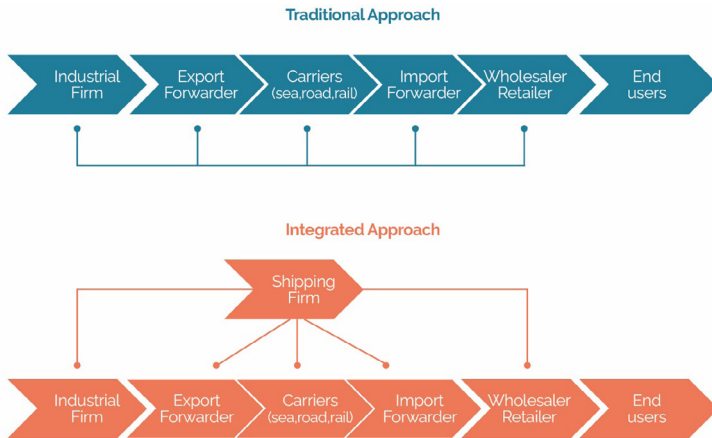 Traditional Approach
Industrial
Firm
Export
Forwarder
Carriers
(sea,road,rail)
Import
Forwarder
Wholesaler
Retailer
End
users
Integrated Approach
Shipping
Firm
Industrial
Firm
Export
Forwarder
Carriers
(sea,road,rail)
Import
Forwarder
Wholesaler
Retailer
End
users